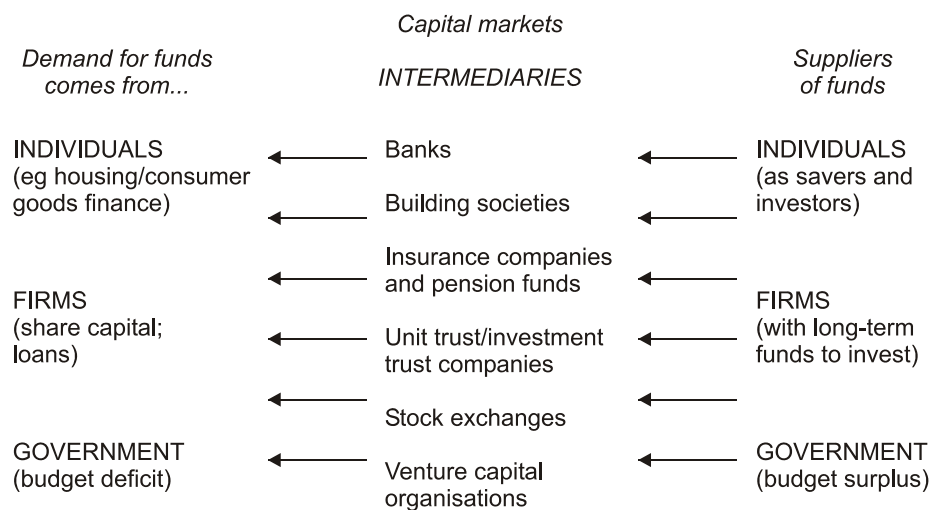 Capital markets
Demand for funds
comes from...
INTERMEDIARIES
Suppliers
of funds
INDIVIDUALS
(eg housing/consumer
goods finance)
Banks
Building societies
Insurance companies
and pension funds
INDIVIDUALS
(as savers and
investors)
FIRMS
(share capital;
loans)
Unit trust/investment
trust companies
Stock exchanges
FIRMS
(with long-term
funds to invest)
GOVERNMENT
(budget deficit)
Venture capital
organisations
GOVERNMENT
(budget surplus)